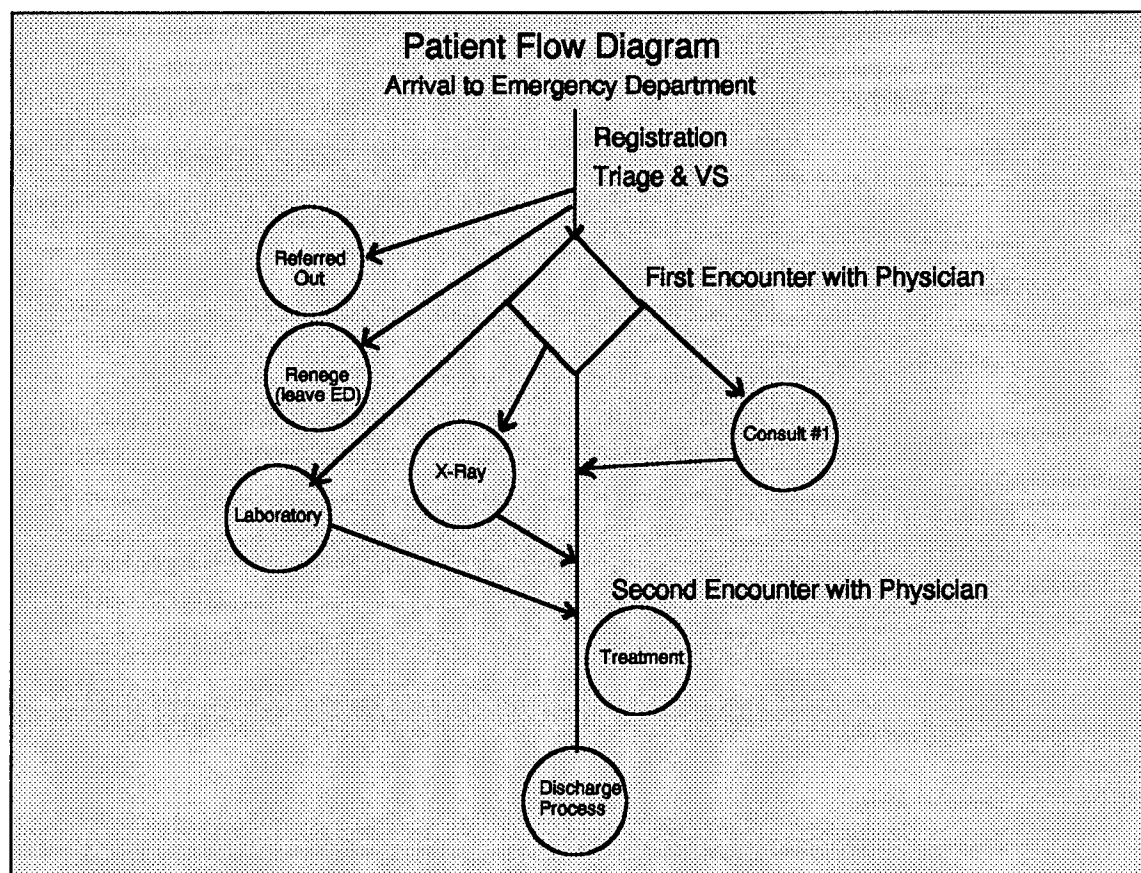 Patient Flow Diagram
Arrival to Emergency Department
Registration
Triage & VS
Referred
Out
First Encounter with Physician
Renege
(leave ED)
Consult #1
X-Ray
Laboratory
Second Encounter with Physician
Treatment
Discharge
Process